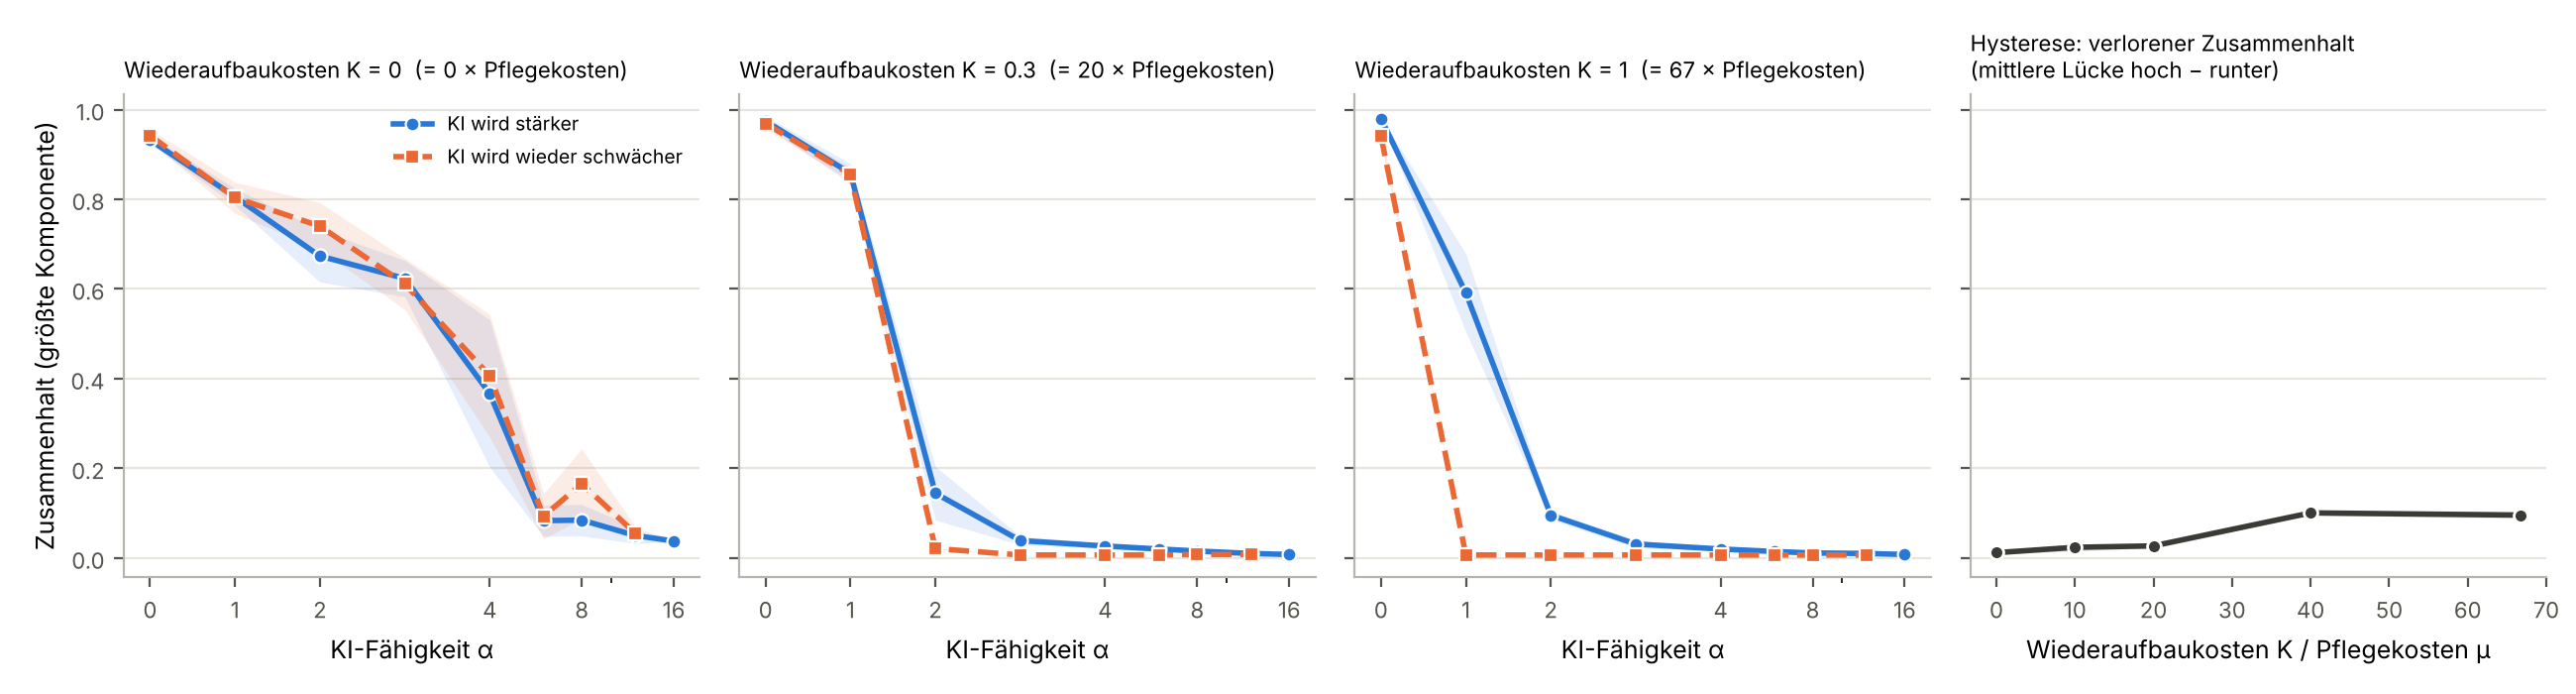 Wiederaufbaukosten K = 0  (= 0 × Pflegekosten)
Zusammenhalt (größte Komponente)
1.0
0.8
0.6
0.4
0.2
0.0
KI wird stärker
KI wird wieder schwächer
0 1 2 4 8 16
KI-Fähigkeit α
Wiederaufbaukosten K = 0.3  (= 20 × Pflegekosten)
0 1 2 4 8 16
KI-Fähigkeit α
Wiederaufbaukosten K = 1  (= 67 × Pflegekosten)
0 1 2 4 8 16
KI-Fähigkeit α
Hysterese: verlorener Zusammenhalt
(mittlere Lücke hoch − runter)
0 10 20 30 40 50 60 70
Wiederaufbaukosten K / Pflegekosten μ